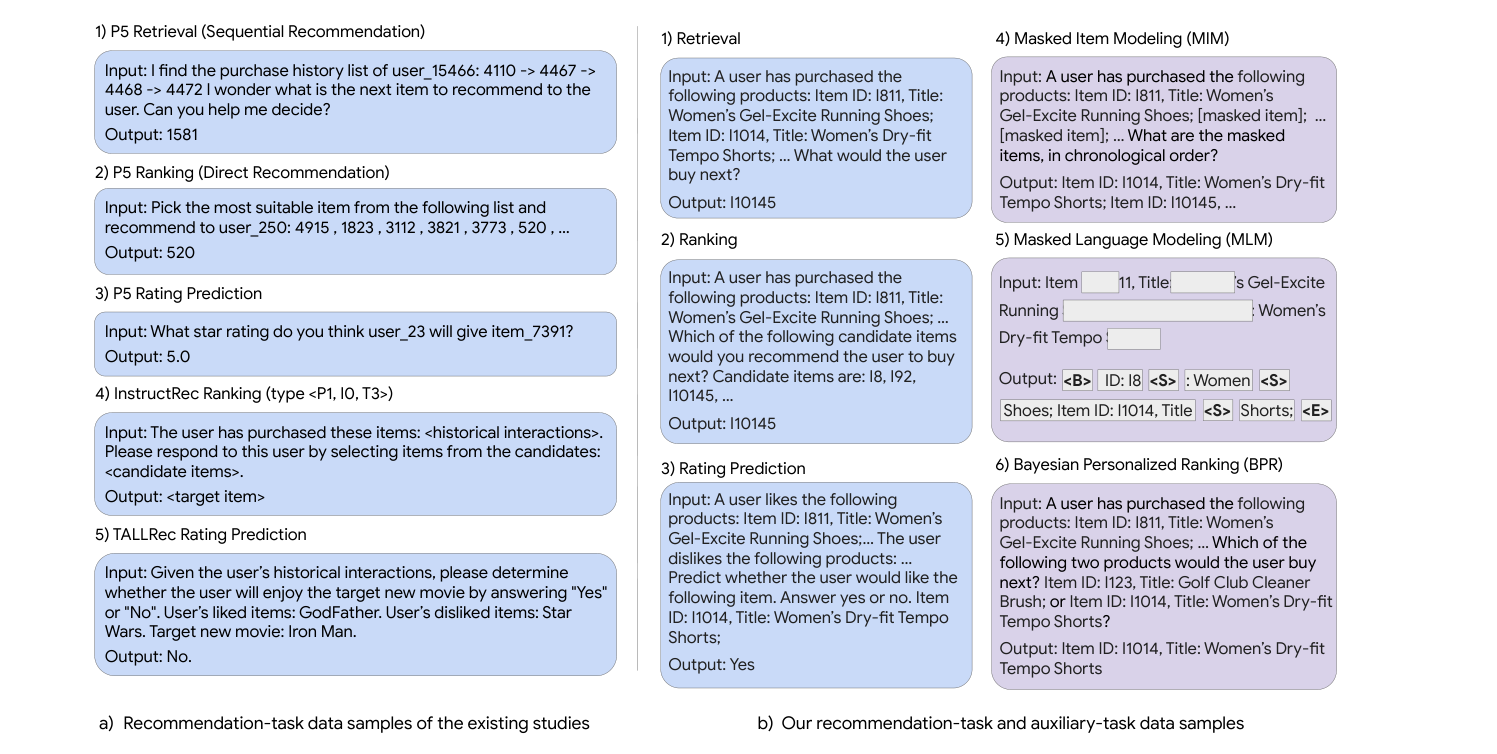 1) P5 Retrieval (Sequential Recommendation)
Input: I find the purchase history list of user_15466: 4110 -> 4467 ->
4468 -> 4472 I wonder what is the next item to recommend to the
user. Can you help me decide?
Output: 1581
2) P5 Ranking (Direct Recommendation)
Input: Pick the most suitable item from the following list and
recommend to user_250: 4915 , 1823 , 3112 , 3821 , 3773 , 520 , ...
Output: 520
3) P5 Rating Prediction
Input: What star rating do you think user_23 will give item_7391?
Output: 5.0
4) InstructRec Ranking (type <P1, I0, T3>)
Input: The user has purchased these items: <historical interactions>.
Please respond to this user by selecting items from the candidates:
<candidate items>.
Output: <target item>
5) TALLRec Rating Prediction
Input: Given the user's historical interactions, please determine
whether the user will enjoy the target new movie by answering "Yes"
or "No". User's liked items: GodFather. User's disliked items: Star
Wars. Target new movie: Iron Man.
Output: No.
a) Recommendation-task data samples of the existing studies
1) Retrieval
Input: A user has purchased the
following products: Item ID: I811, Title:
Women's Gel-Excite Running Shoes;
Item ID: I1014, Title: Women's Dry-fit
Tempo Shorts; ... What would the user
buy next?
Output: I10145
2) Ranking
Input: A user has purchased the
following products: Item ID: I811, Title:
Women's Gel-Excite Running Shoes; ...
Which of the following candidate items
would you recommend the user to buy
next? Candidate items are: I8, I92,
I10145, ...
Output: I10145
3) Rating Prediction
Input: A user likes the following
products: Item ID: I811, Title: Women's
Gel-Excite Running Shoes;... The user
dislikes the following products: ...
Predict whether the user would like the
following item. Answer yes or no. Item
ID: I1014, Title: Women's Dry-fit Tempo
Shorts;
Output: Yes
4) Masked Item Modeling (MIM)
Input: A user has purchased the following
products: Item ID: I811, Title: Women's
Gel-Excite Running Shoes; [masked item]; ...
[masked item]; ... What are the masked
items, in chronological order?
Output: Item ID: I1014, Title: Women's Dry-fit
Tempo Shorts; Item ID: I10145, ...
5) Masked Language Modeling (MLM)
Input: Item 11, Title 's Gel-Excite
Running : Women's
Dry-fit Tempo
Output: <B> ID: I8 <S> : Women <S>
Shoes; Item ID: I1014, Title <S> Shorts; <E>
6) Bayesian Personalized Ranking (BPR)
Input: A user has purchased the following
products: Item ID: I811, Title: Women's
Gel-Excite Running Shoes; ... Which of the
following two products would the user buy
next? Item ID: I123, Title: Golf Club Cleaner
Brush; or Item ID: I1014, Title: Women's Dry-fit
Tempo Shorts?
Output: Item ID: I1014, Title: Women's Dry-fit
Tempo Shorts
b) Our recommendation-task and auxiliary-task data samples